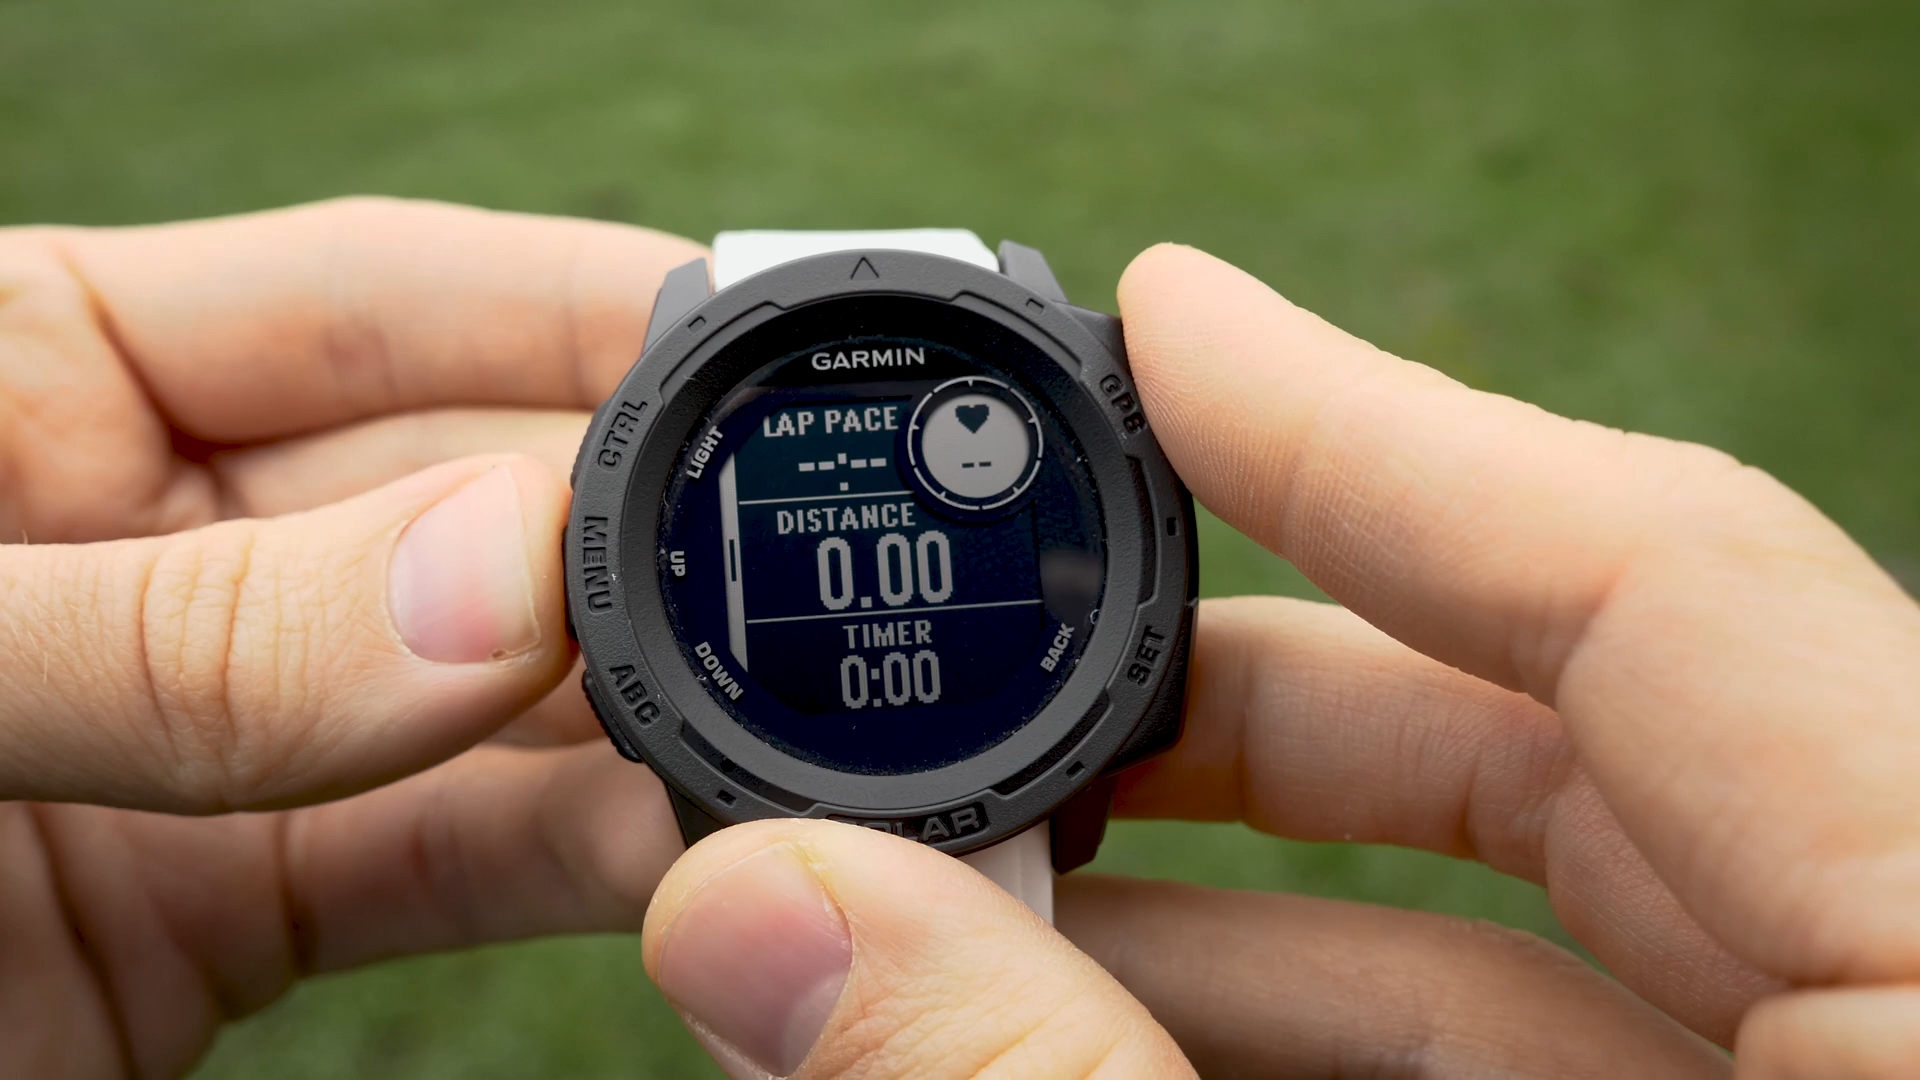 GARMIN
LAP PACE
--:--
--
DISTANCE
0.00
TIMER
0:00
LIGHT
UP
DOWN
BACK
CTRL
MENU
ABC
GPS
SET